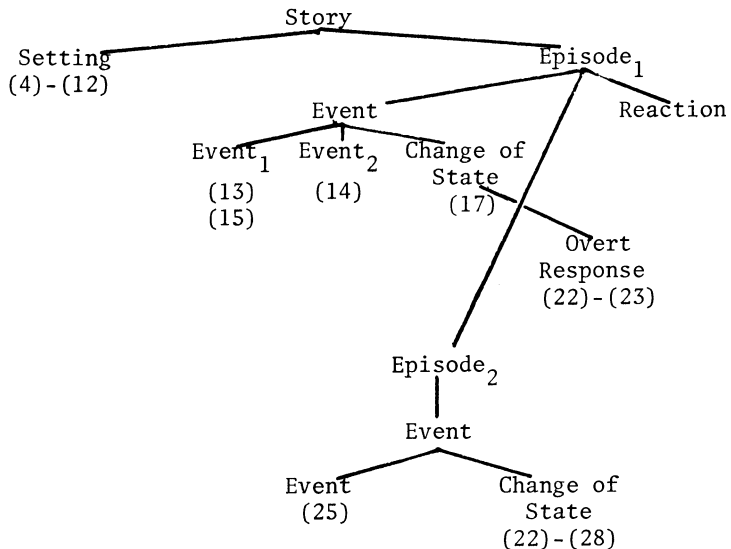 Story
Setting
(4)-(12)
Episode1
Event
Reaction
Event1 Event2 Change of
State
(13) (14) (17)
(15)
Overt
Response
(22)-(23)
Episode2
Event
Event Change of
(25) State
(22)-(28)